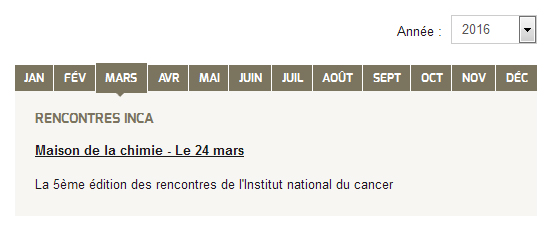 Année : 2016
JAN FÉV MARS AVR MAI JUIN JUIL AOÛT SEPT OCT NOV DÉC
RENCONTRES INCA
Maison de la chimie - Le 24 mars
La 5ème édition des rencontres de l'Institut national du cancer